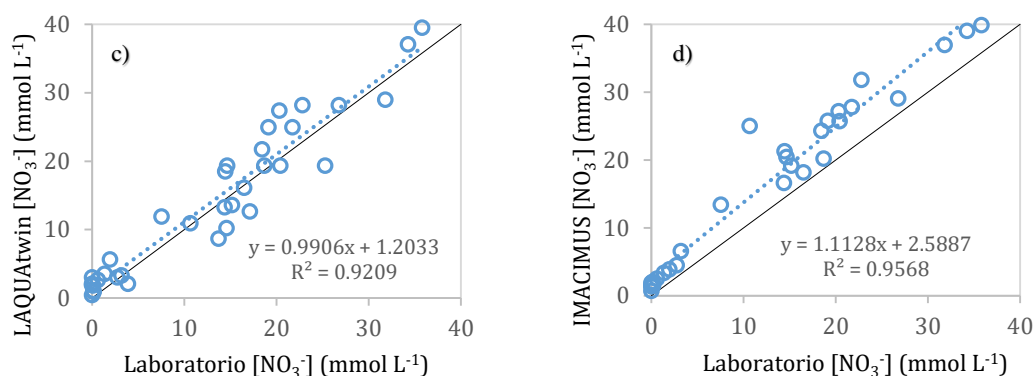 c)
LAQUAtwin [NO₃⁻] (mmol L⁻¹)
40
30
20
10
0
y = 0.9906x + 1.2033
R² = 0.9209
0 10 20 30 40
Laboratorio [NO₃⁻] (mmol L⁻¹)
d)
IMACIMUS [NO₃⁻] (mmol L⁻¹)
40
30
20
10
0
y = 1.1128x + 2.5887
R² = 0.9568
0 10 20 30 40
Laboratorio [NO₃⁻] (mmol L⁻¹)